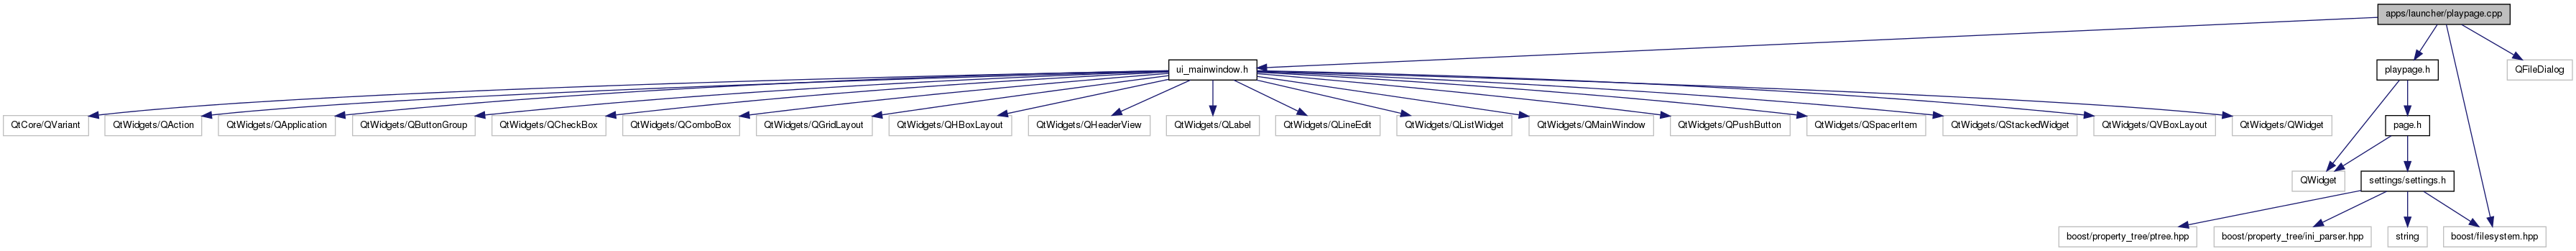 apps/launcher/playpage.cpp
ui_mainwindow.h
playpage.h
QFileDialog
QtCore/QVariant
QtWidgets/QAction
QtWidgets/QApplication
QtWidgets/QButtonGroup
QtWidgets/QCheckBox
QtWidgets/QComboBox
QtWidgets/QGridLayout
QtWidgets/QHBoxLayout
QtWidgets/QHeaderView
QtWidgets/QLabel
QtWidgets/QLineEdit
QtWidgets/QListWidget
QtWidgets/QMainWindow
QtWidgets/QPushButton
QtWidgets/QSpacerItem
QtWidgets/QStackedWidget
QtWidgets/QVBoxLayout
QtWidgets/QWidget
page.h
QWidget
settings/settings.h
boost/property_tree/ptree.hpp
boost/property_tree/ini_parser.hpp
string
boost/filesystem.hpp